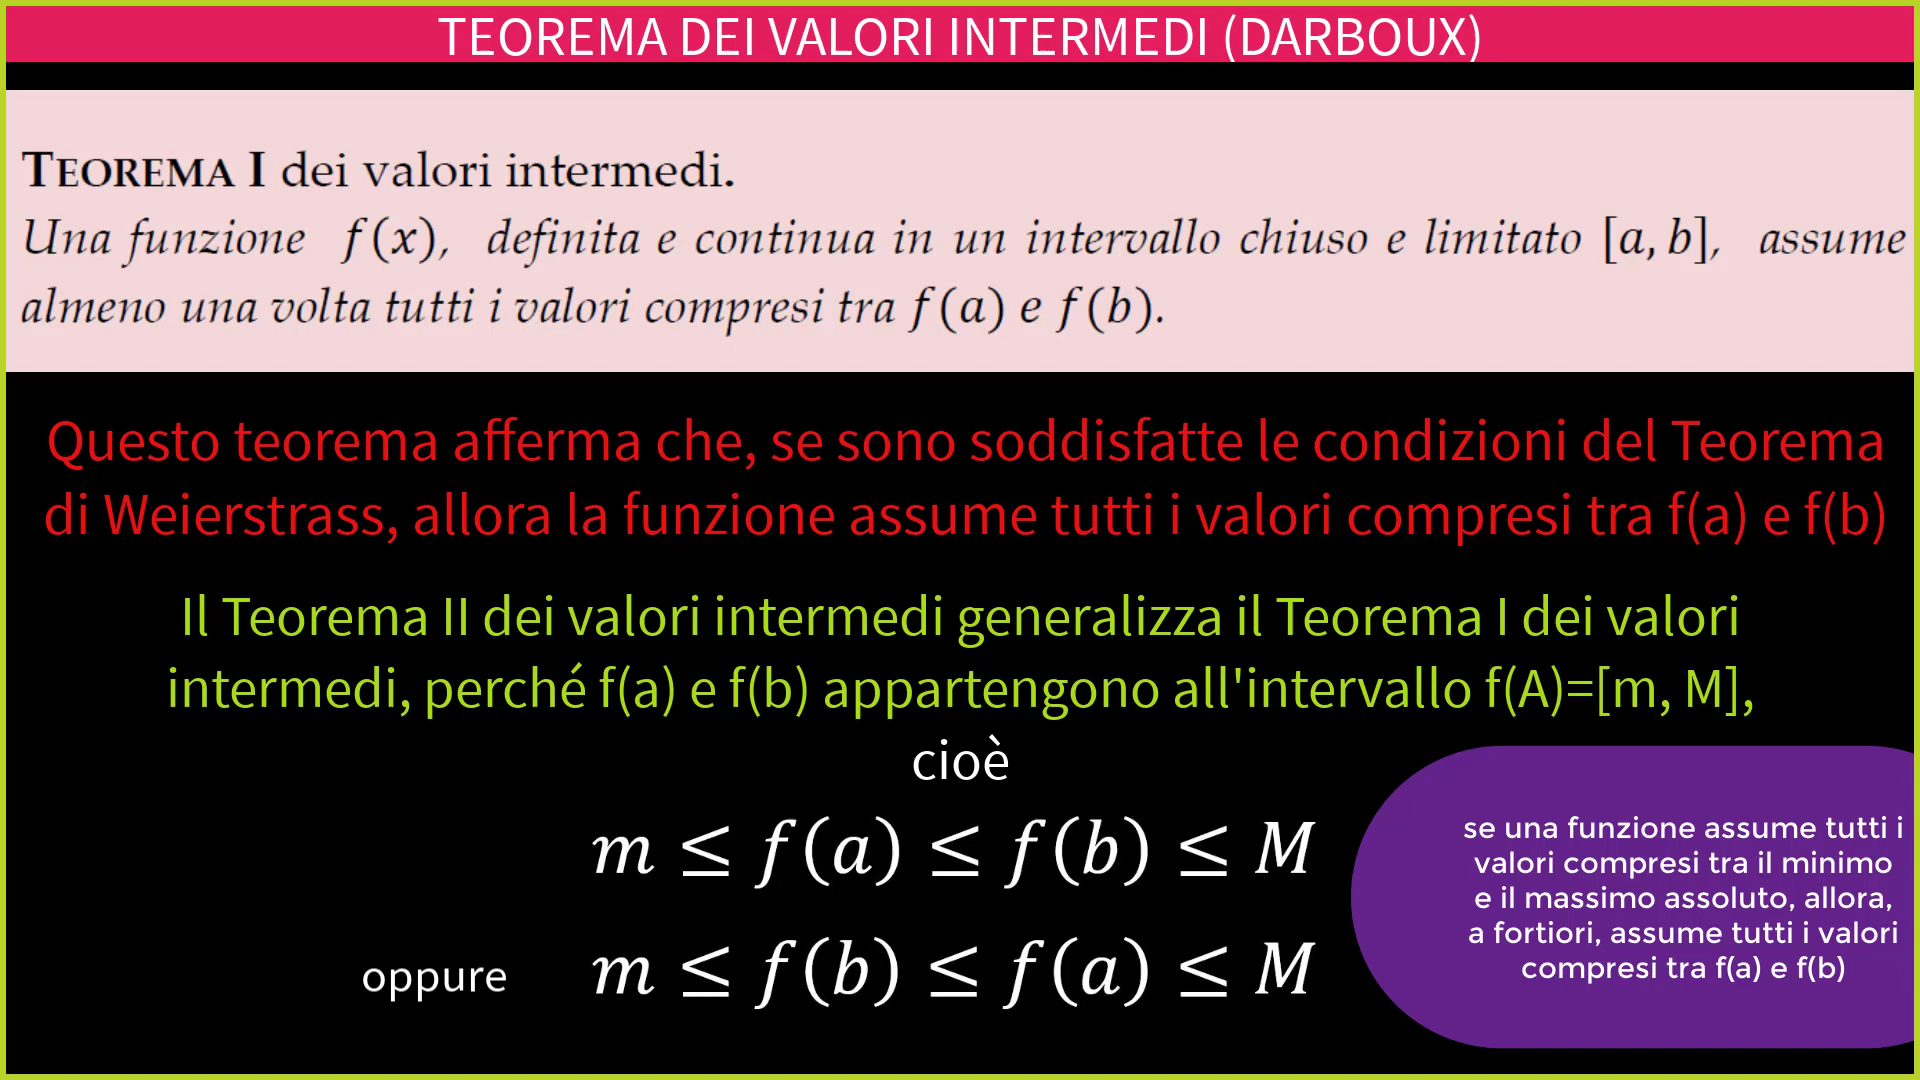 TEOREMA DEI VALORI INTERMEDI (DARBOUX)
TEOREMA I dei valori intermedi.
Una funzione f(x), definita e continua in un intervallo chiuso e limitato [a, b], assume
almeno una volta tutti i valori compresi tra f(a) e f(b).
Questo teorema afferma che, se sono soddisfatte le condizioni del Teorema
di Weierstrass, allora la funzione assume tutti i valori compresi tra f(a) e f(b)
Il Teorema II dei valori intermedi generalizza il Teorema I dei valori
intermedi, perché f(a) e f(b) appartengono all'intervallo f(A)=[m, M],
cioè
m ≤ f(a) ≤ f(b) ≤ M
oppure m ≤ f(b) ≤ f(a) ≤ M
se una funzione assume tutti i
valori compresi tra il minimo
e il massimo assoluto, allora,
a fortiori, assume tutti i valori
compresi tra f(a) e f(b)